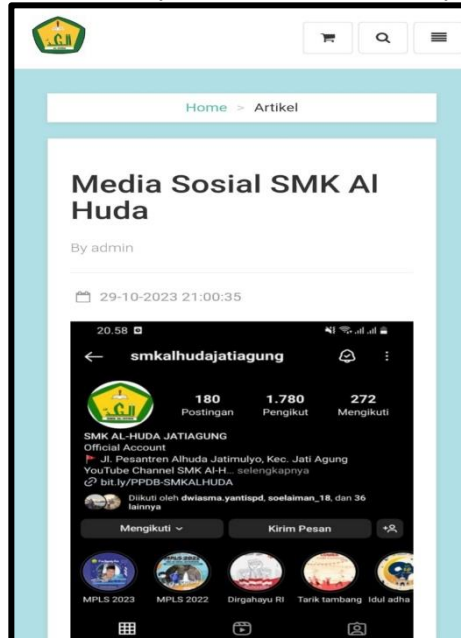 Home > Artikel
Media Sosial SMK Al
Huda
By admin
29-10-2023 21:00:35
20.58
smkalhudajatiagung
180 1.780 272
Postingan Pengikut Mengikuti
SMK AL-HUDA JATIAGUNG
Official Account
Jl. Pesantren Alhuda Jatimulyo, Kec. Jati Agung
YouTube Channel SMK Al-H... selengkapnya
bit.ly/PPDB-SMKALHUDA
Diikuti oleh dwiasma.yantispd, soelaiman_18, dan 36
lainnya
Mengikuti Kirim Pesan
MPLS 2023 MPLS 2022 Dirgahayu RI Tarik tambang Idul adha